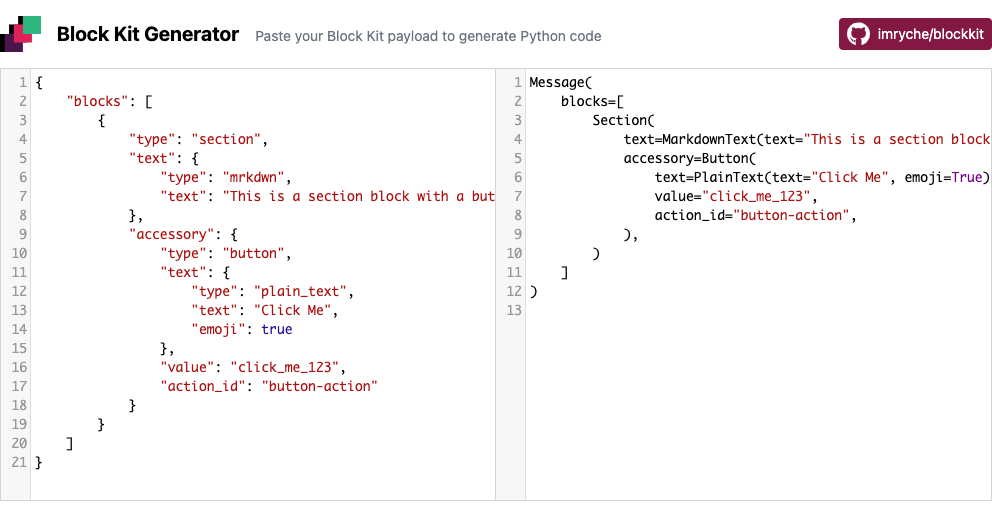 Block Kit Generator Paste your Block Kit payload to generate Python code
imryche/blockkit
1 {
2 "blocks": [
3 {
4 "type": "section",
5 "text": {
6 "type": "mrkdwn",
7 "text": "This is a section block with a but
8 },
9 "accessory": {
10 "type": "button",
11 "text": {
12 "type": "plain_text",
13 "text": "Click Me",
14 "emoji": true
15 },
16 "value": "click_me_123",
17 "action_id": "button-action"
18 }
19 }
20 ]
21 }
1 Message(
2 blocks=[
3 Section(
4 text=MarkdownText(text="This is a section block
5 accessory=Button(
6 text=PlainText(text="Click Me", emoji=True)
7 value="click_me_123",
8 action_id="button-action",
9 ),
10 )
11 ]
12 )
13